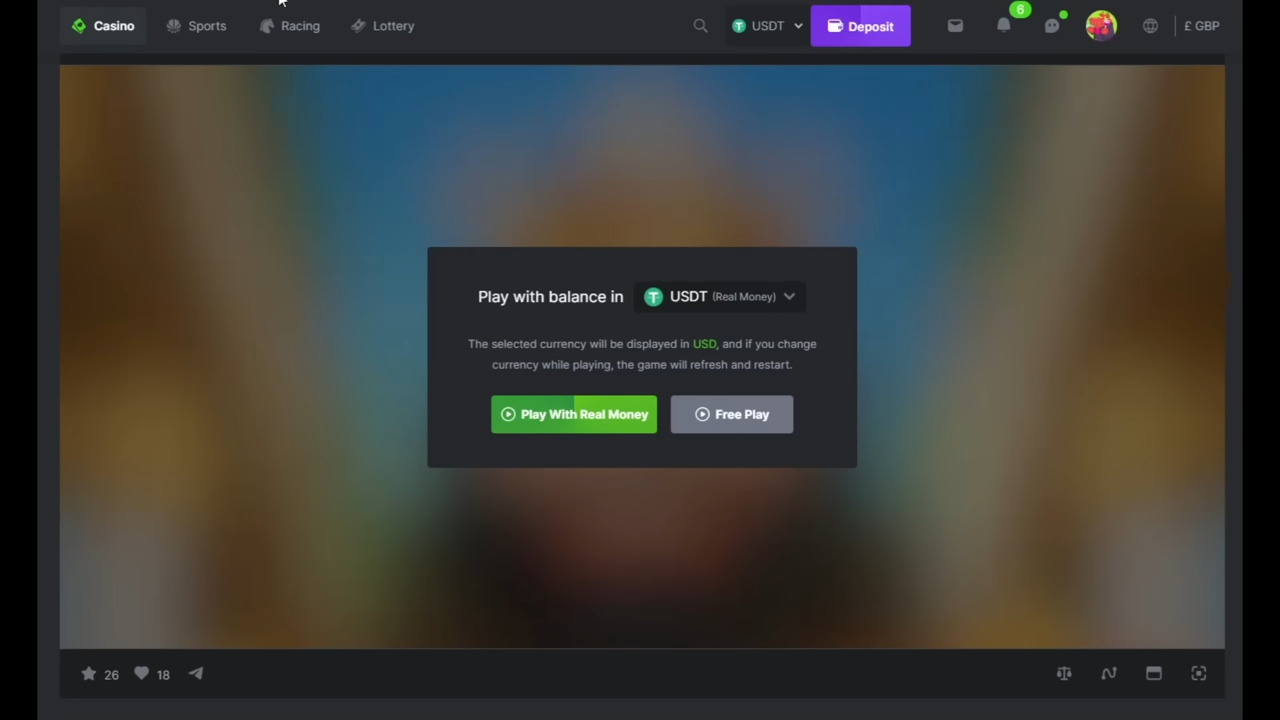 Casino Sports Racing Lottery USDT Deposit 6 £ GBP
Play with balance in USDT (Real Money)
The selected currency will be displayed in USD, and if you change
currency while playing, the game will refresh and restart.
Play With Real Money Free Play
26 18